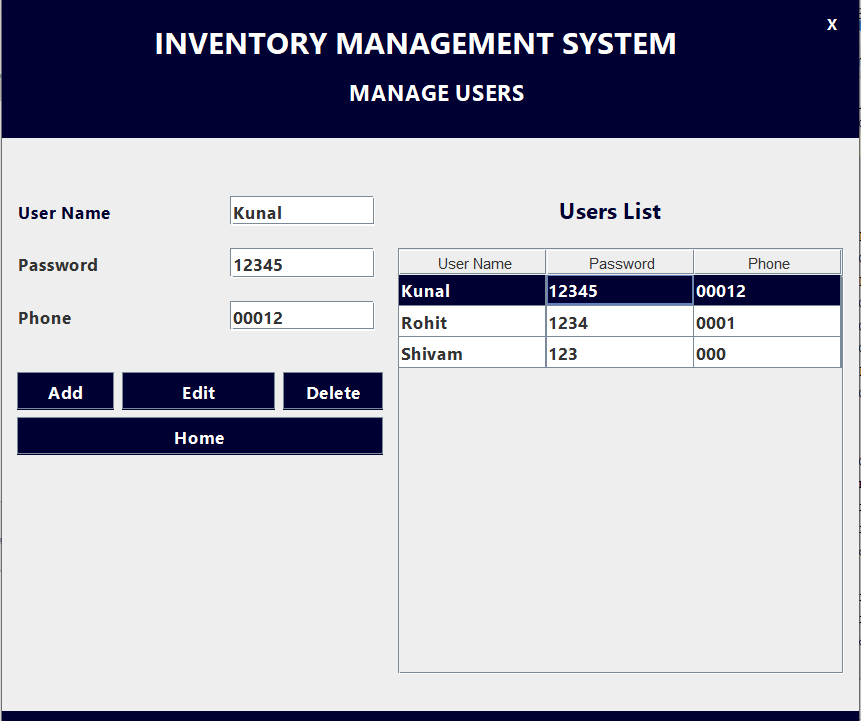 X
INVENTORY MANAGEMENT SYSTEM
MANAGE USERS
User Name Kunal
Password 12345
Phone 00012
Add Edit Delete
Home
Users List
User Name Password Phone
Kunal 12345 00012
Rohit 1234 0001
Shivam 123 000